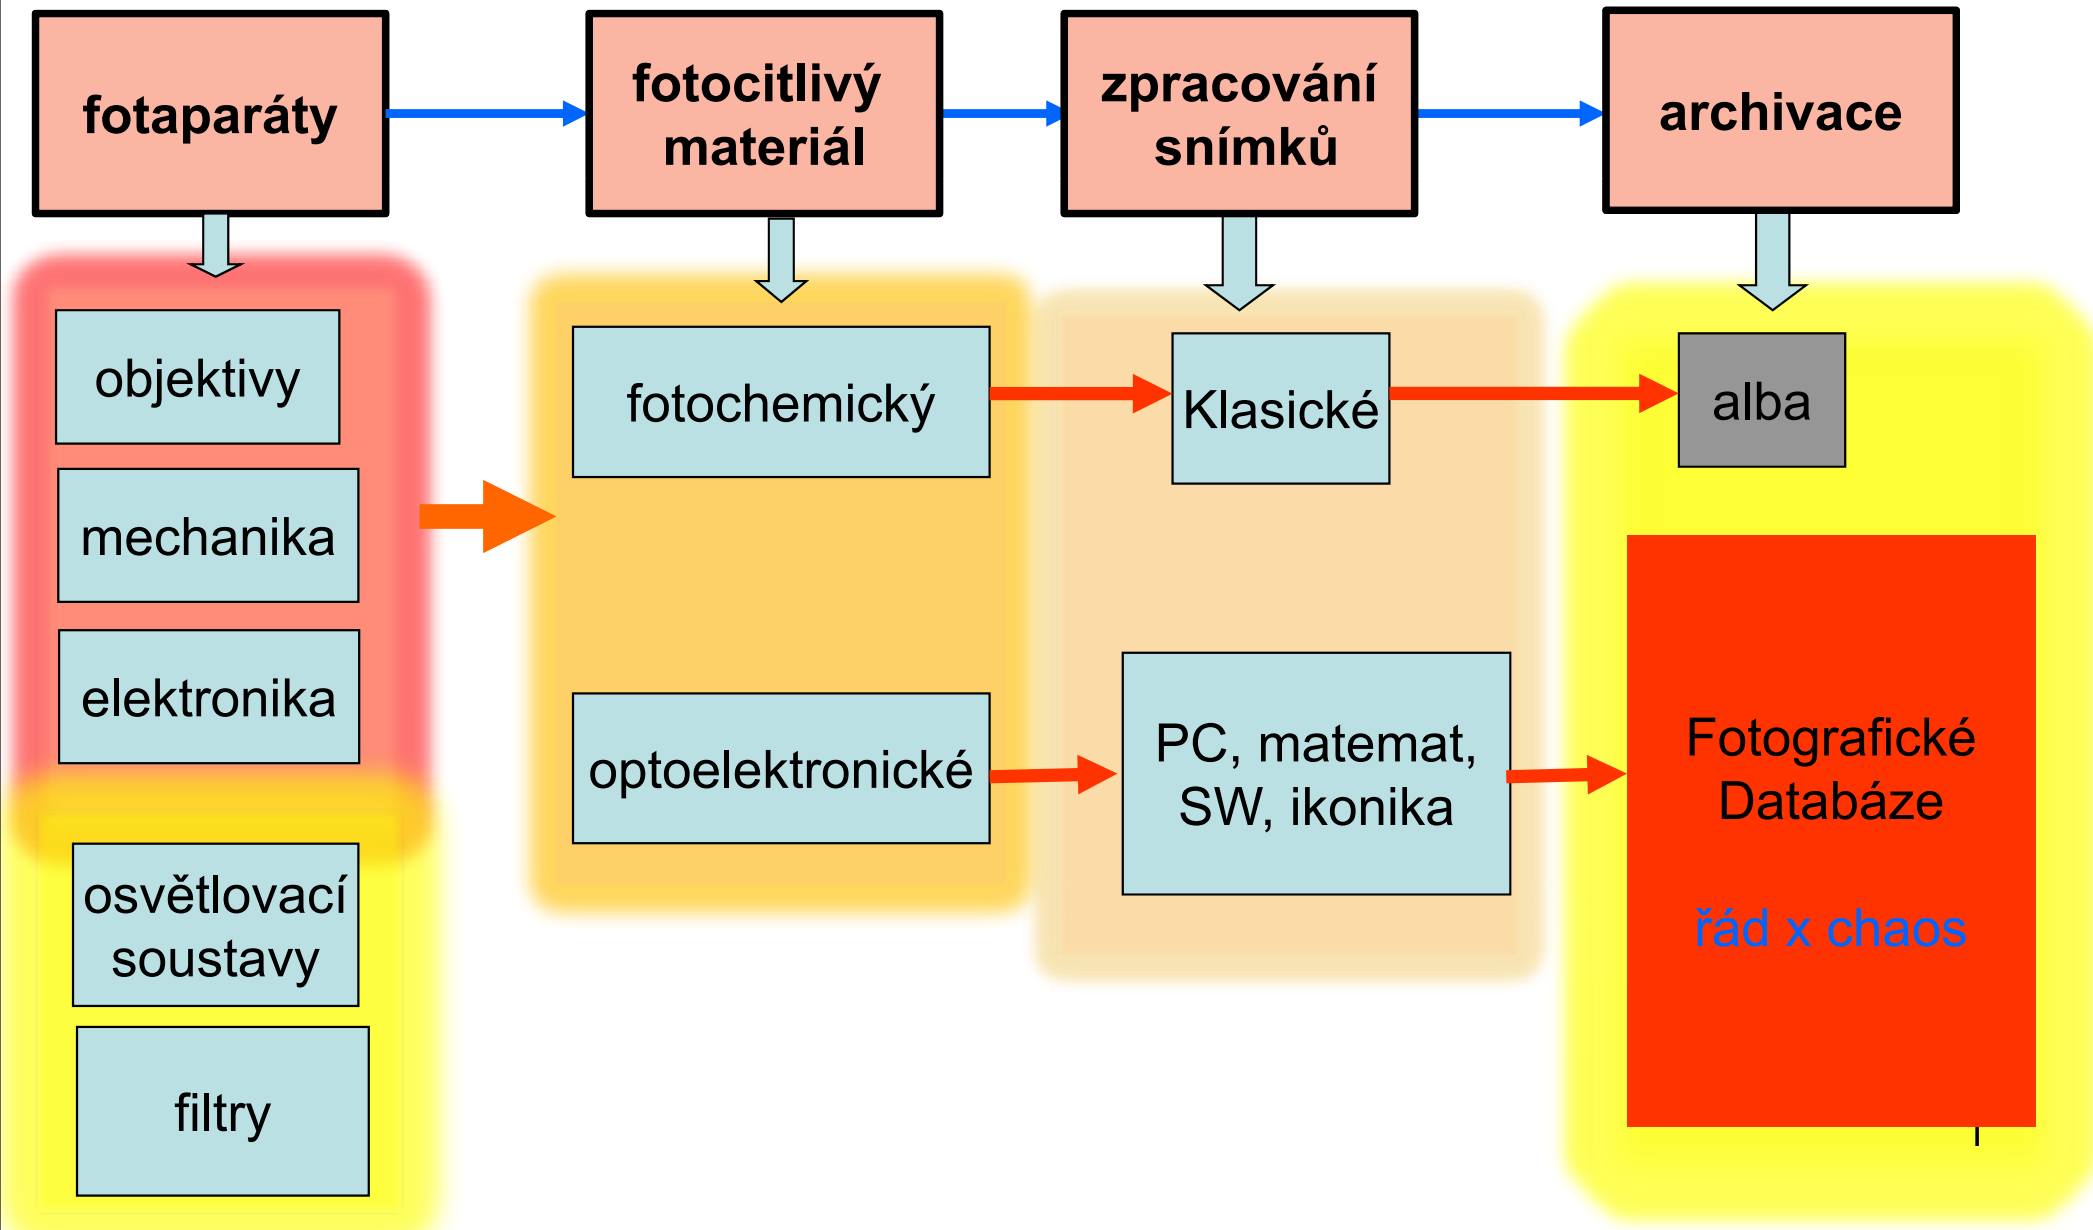 fotaparáty
fotocitlivý
materiál
zpracování
snímků
archivace
objektivy
mechanika
elektronika
osvětlovací
soustavy
filtry
fotochemický
optoelektronické
Klasické
PC, matemat,
SW, ikonika
alba
Fotografické
Databáze
řád x chaos